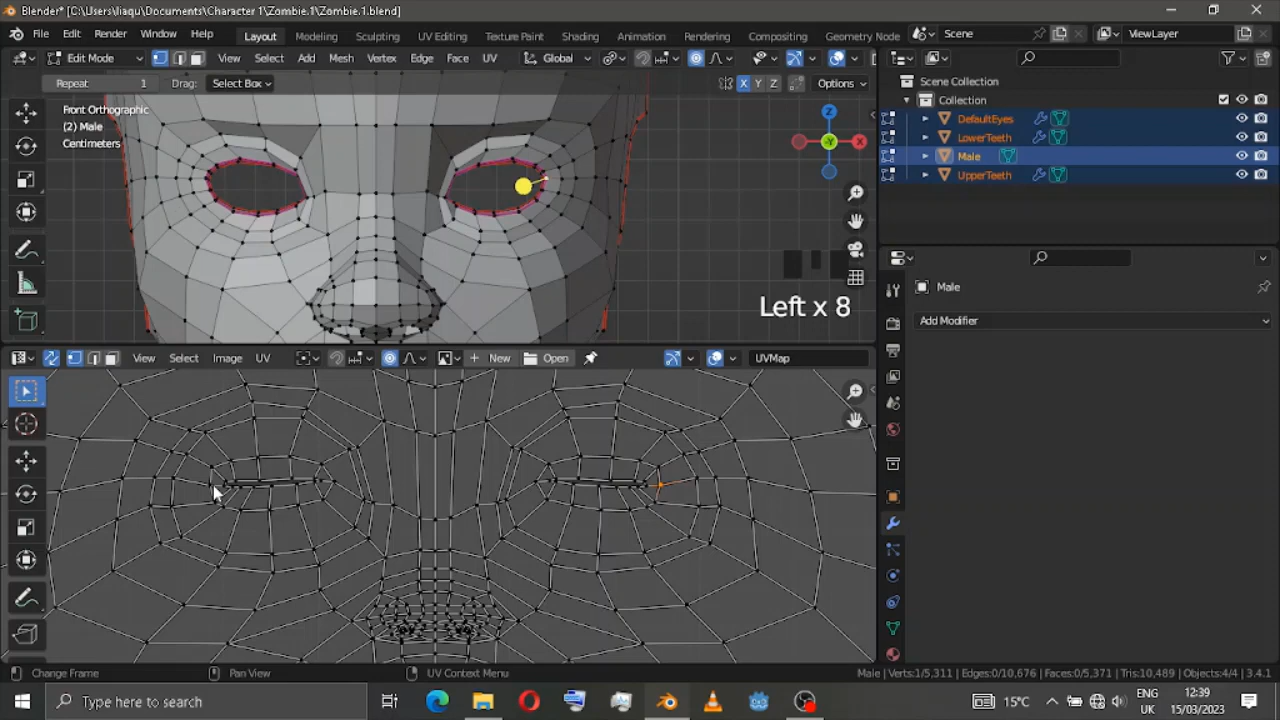 Blender* [C:\Users\liaqu\Documents\Character 1\Zombie.1\Zombie.1.blend]
File Edit Render Window Help Layout Modeling Sculpting UV Editing Texture Paint Shading Animation Rendering Compositing Geometry Node Scene ViewLayer
Edit Mode View Select Add Mesh Vertex Edge Face UV Global
Repeat 1 Drag: Select Box X Y Z Options
Front Orthographic
(2) Male
Centimeters
Z
-Y X
Left x 8
Scene Collection
Collection
DefaultEyes
LowerTeeth
Male
UpperTeeth
Male
Add Modifier
View Select Image UV New Open UVMap
Change Frame Pan View UV Context Menu Male | Verts:1/5,311 | Edges:0/10,676 | Faces:0/5,371 | Tris:10,489 | Objects:4/4 | 3.4.1
Type here to search 15°C ENG UK 12:39 15/03/2023